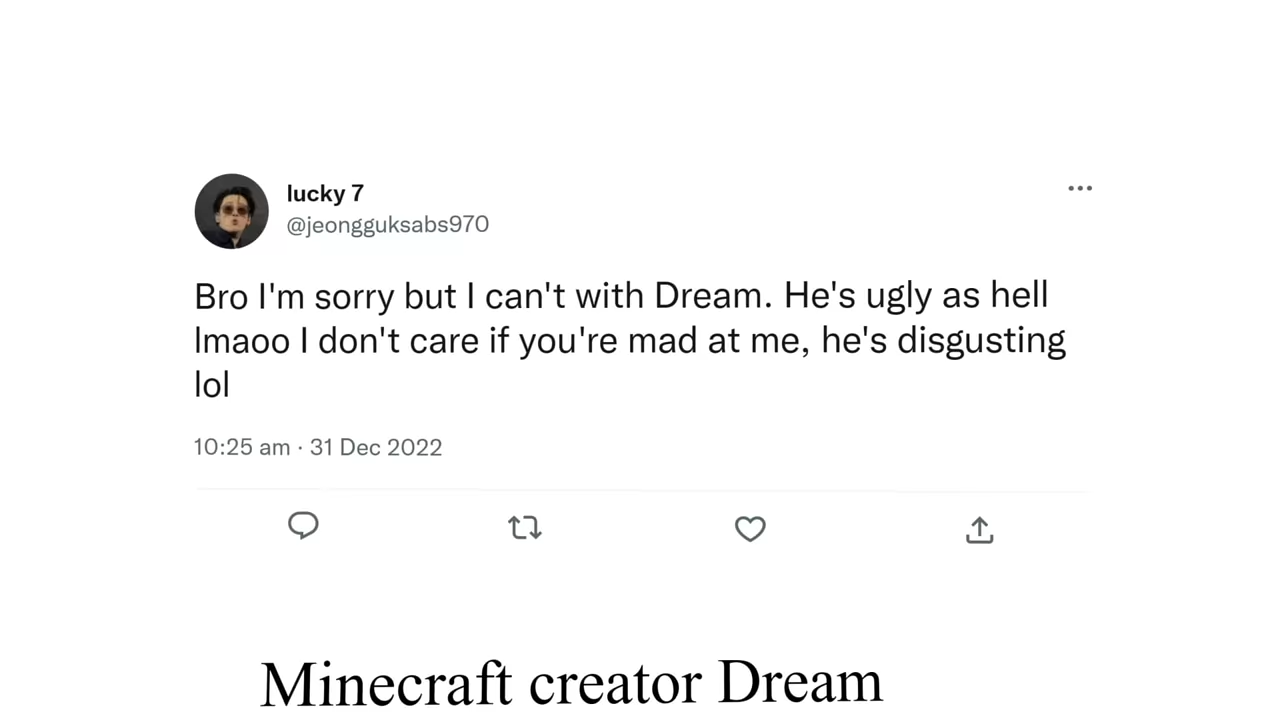 lucky 7
@jeongguksabs970
Bro I'm sorry but I can't with Dream. He's ugly as hell
lmaoo I don't care if you're mad at me, he's disgusting
lol
10:25 am · 31 Dec 2022
Minecraft creator Dream